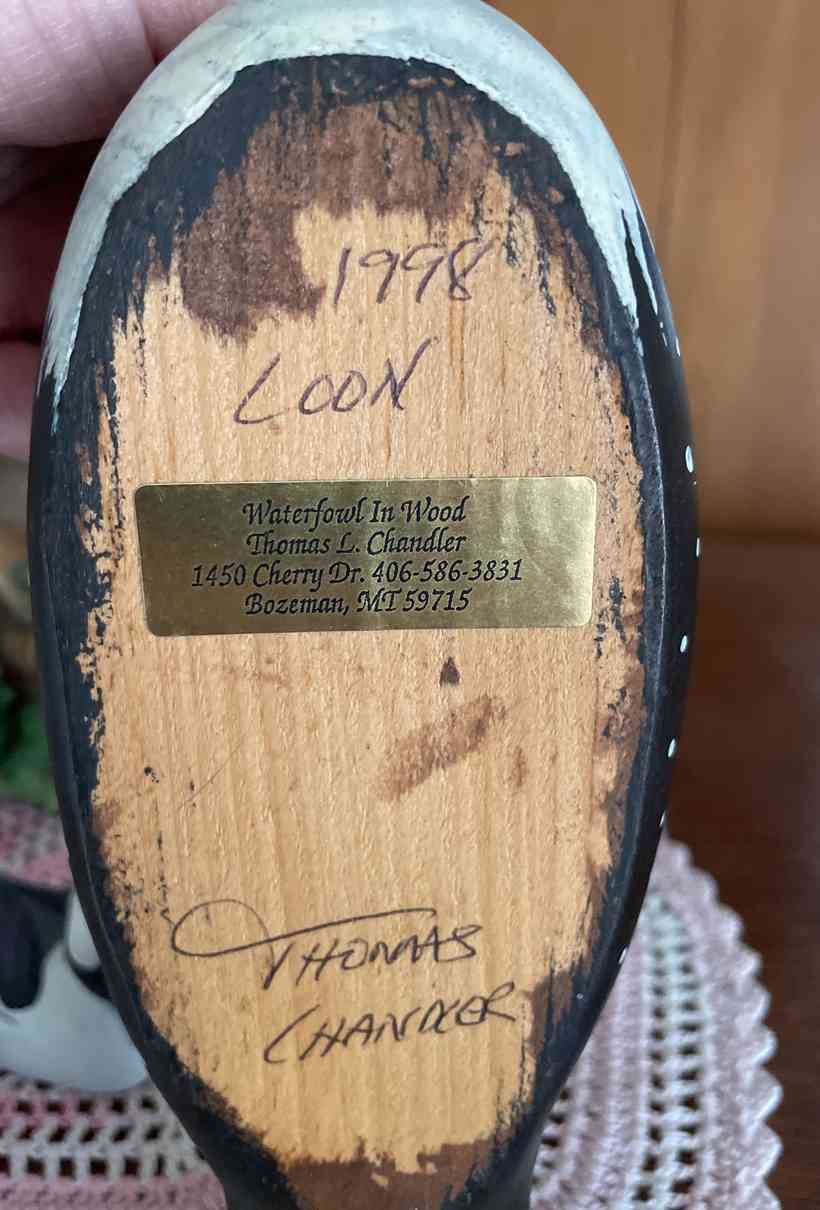 1998
LOON
Waterfowl In Wood
Thomas L. Chandler
1450 Cherry Dr. 406-586-3831
Bozeman, MT 59715
THOMAS
CHANDLER